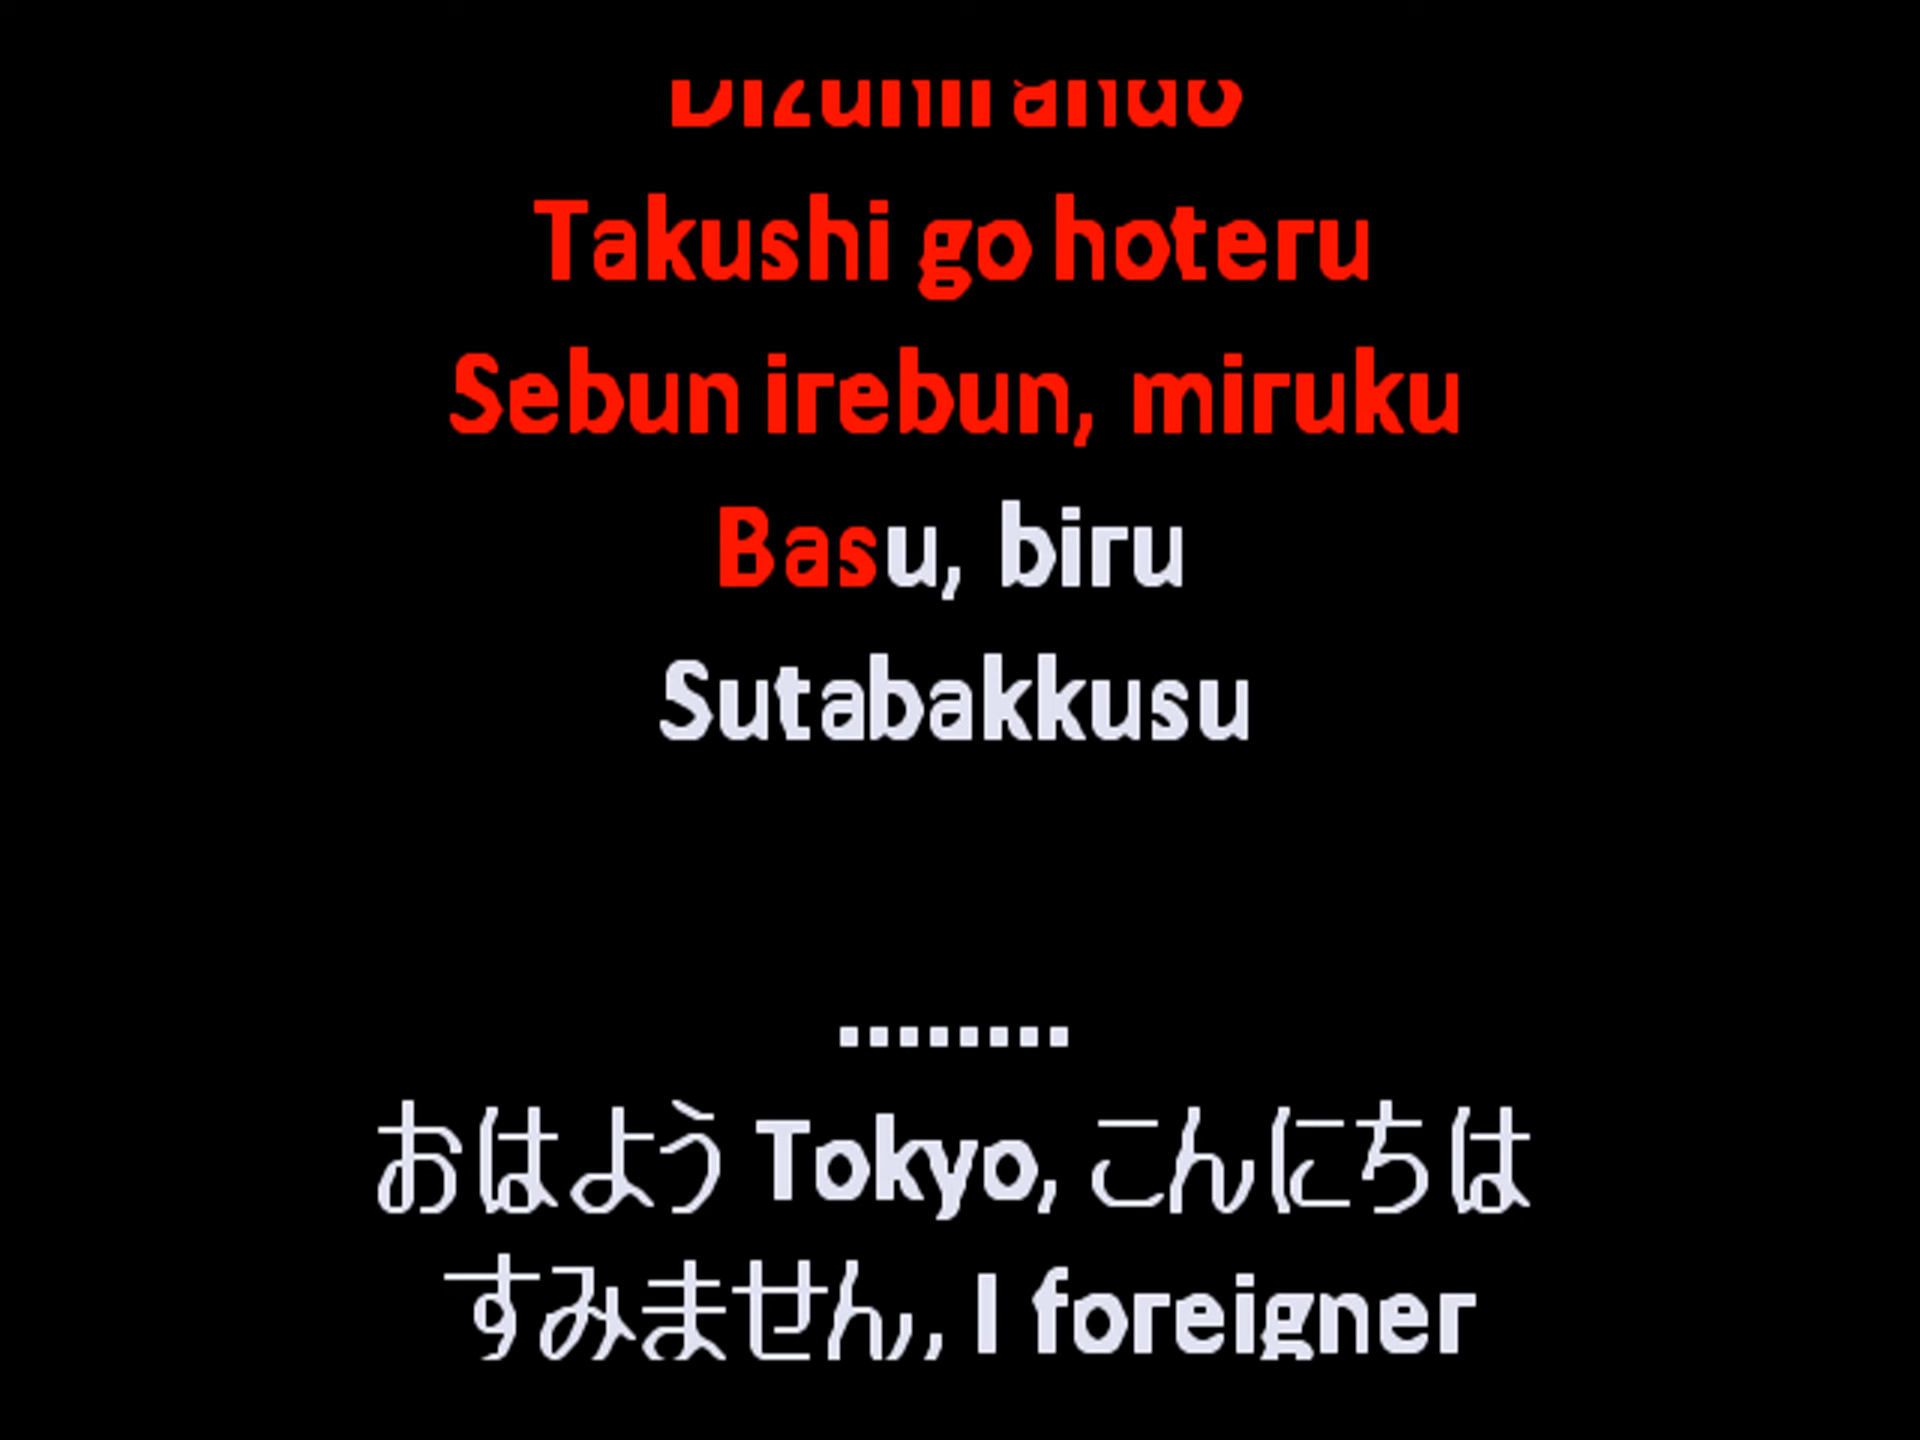 Dizunirando
Takushi go hoteru
Sebun irebun, miruku
Basu, biru
Sutabakkusu
........
おはよう Tokyo, こんにちは
すみません, I foreigner